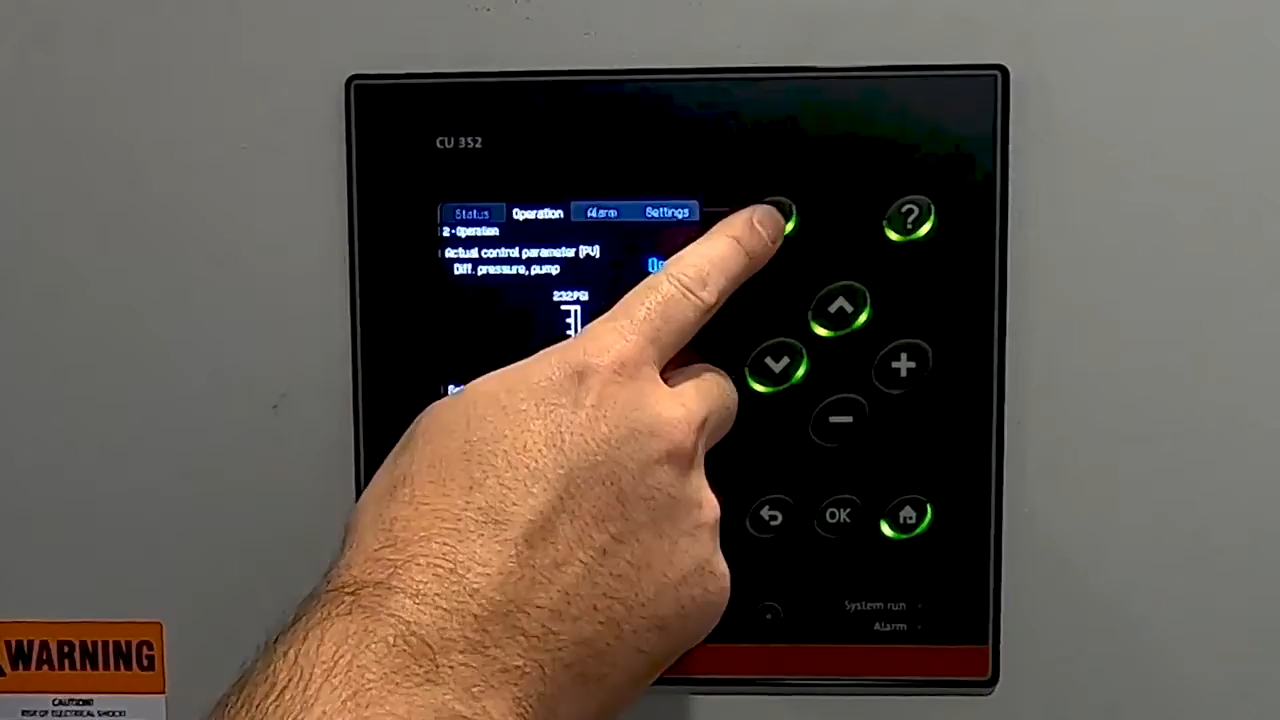 CU 352
Status Operation Alarm Settings
2 - Operation
Actual control parameter (PV)
Diff. pressure, pump
232PSI
?
OK
System run
Alarm
WARNING
CAUTION!
RISK OF ELECTRICAL SHOCK!